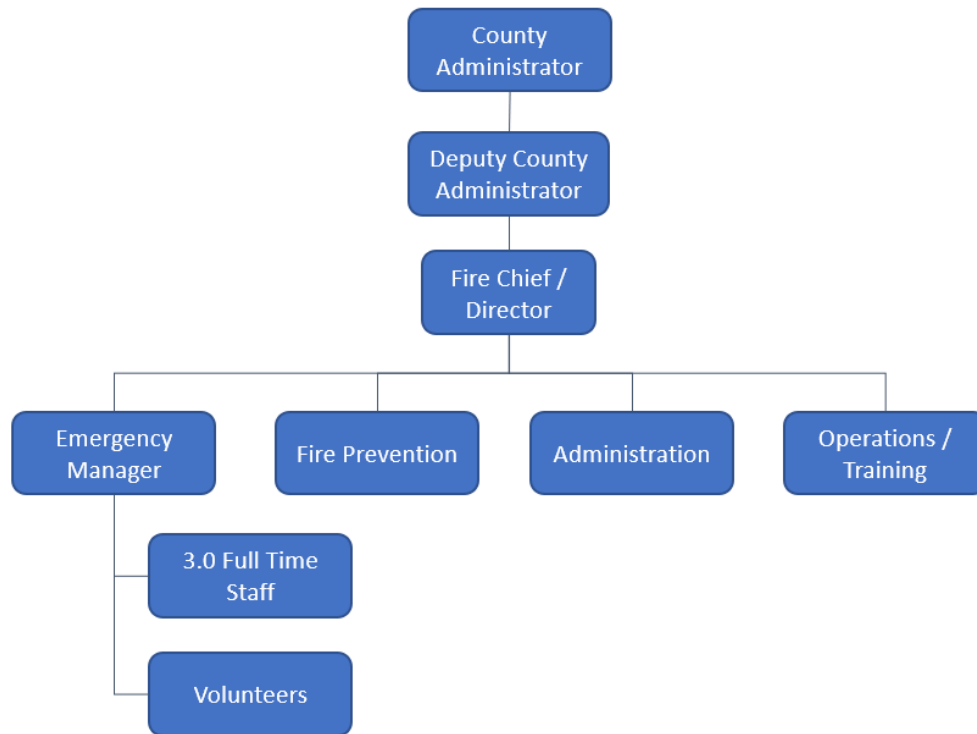 County
Administrator
Deputy County
Administrator
Fire Chief /
Director
Emergency
Manager
Fire Prevention
Administration
Operations /
Training
3.0 Full Time
Staff
Volunteers